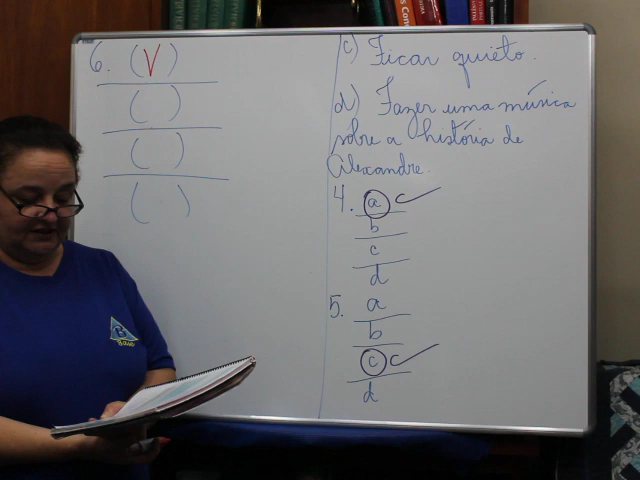 6. (V)
( )
( )
( )
c) Ficar quieto.
d) Fazer uma música
sobre a história de
Alexandre.
4. a C ✓
b
c
d
5. a
b
c C ✓
d